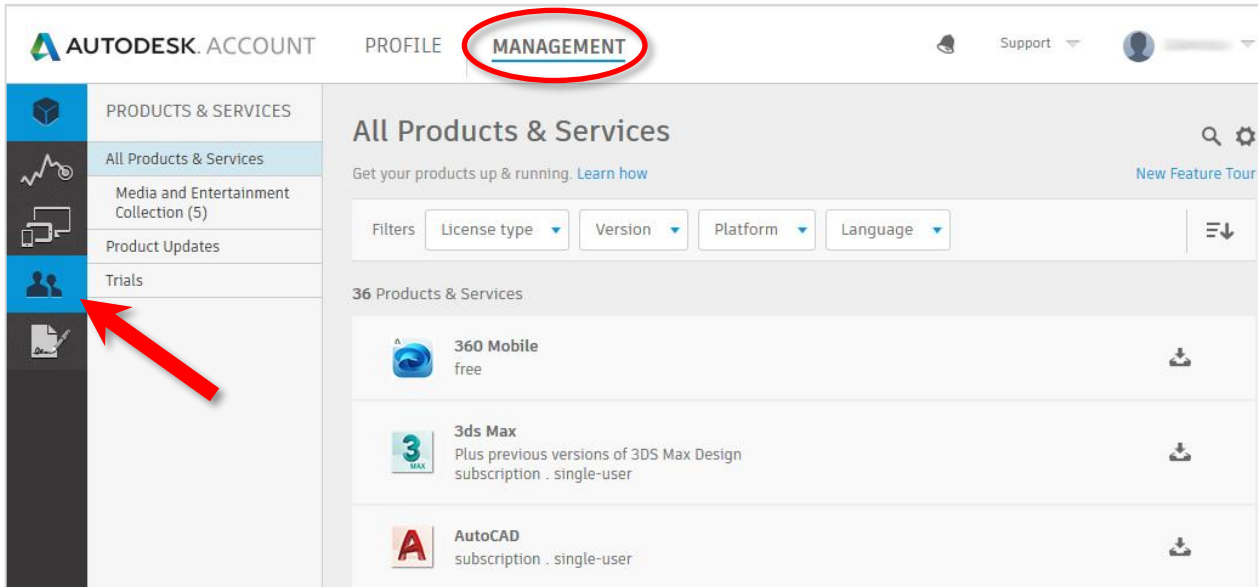 AUTODESK. ACCOUNT PROFILE MANAGEMENT Support
PRODUCTS & SERVICES
All Products & Services
Media and Entertainment
Collection (5)
Product Updates
Trials
All Products & Services
Get your products up & running. Learn how New Feature Tour
Filters License type Version Platform Language
36 Products & Services
360 Mobile
free
3
MAX
3ds Max
Plus previous versions of 3DS Max Design
subscription . single-user
A
AutoCAD
subscription . single-user